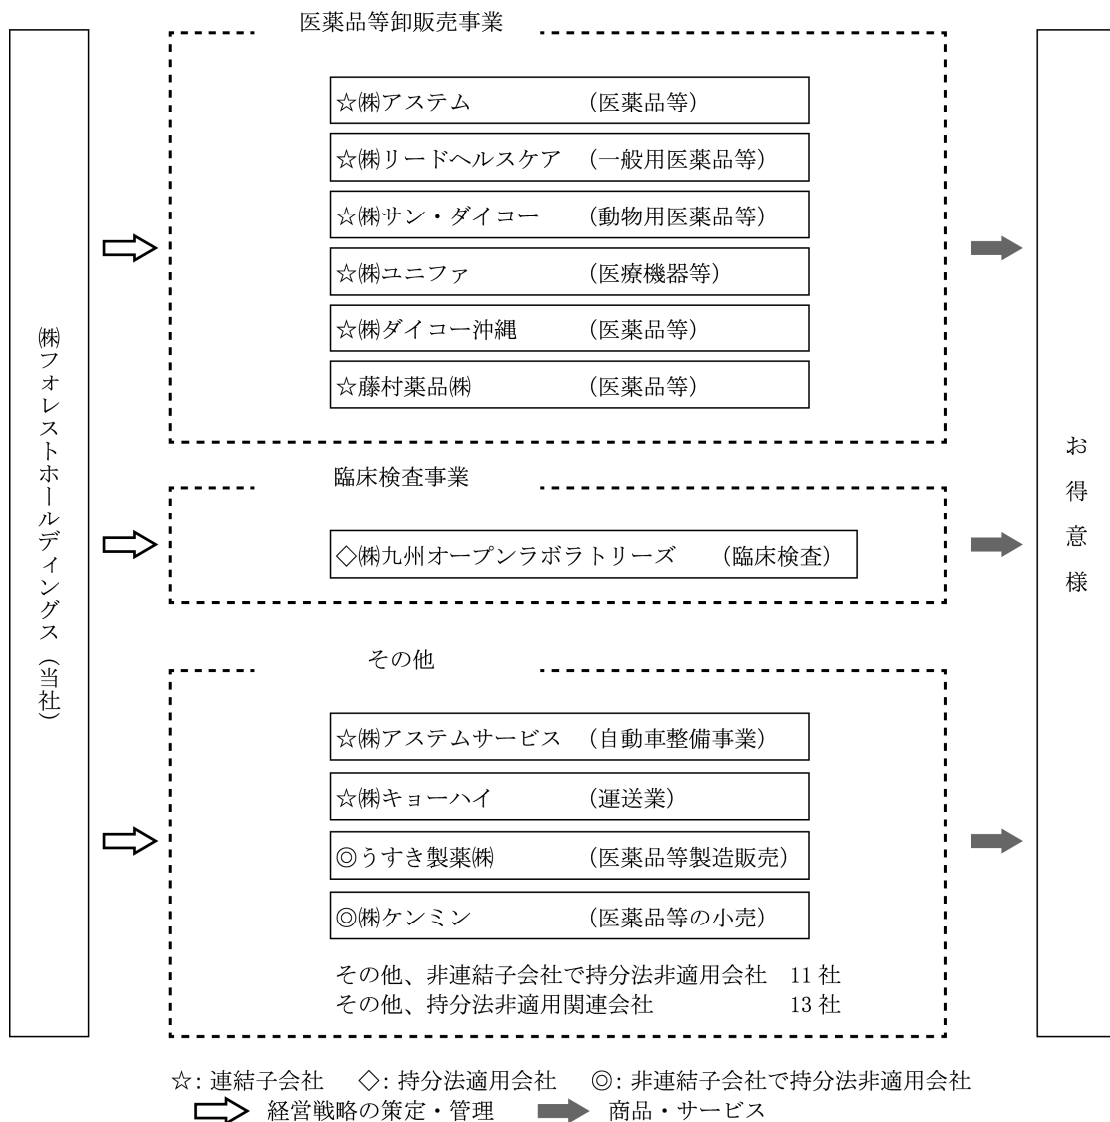 医薬品等卸販売事業
☆㈱アステム （医薬品等）
☆㈱リードヘルスケア （一般用医薬品等）
☆㈱サン・ダイコー （動物用医薬品等）
☆㈱ユニファ （医療機器等）
☆㈱ダイコー沖縄 （医薬品等）
☆藤村薬品㈱ （医薬品等）
㈱フォレストホールディングス（当社）
お得意様
臨床検査事業
◇㈱九州オープンラボラトリーズ （臨床検査）
その他
☆㈱アステムサービス （自動車整備事業）
☆㈱キョーハイ （運送業）
◎うすき製薬㈱ （医薬品等製造販売）
◎㈱ケンミン （医薬品等の小売）
その他、非連結子会社で持分法非適用会社 11 社
その他、持分法非適用関連会社 13 社
☆：連結子会社 ◇：持分法適用会社 ◎：非連結子会社で持分法非適用会社
経営戦略の策定・管理 商品・サービス